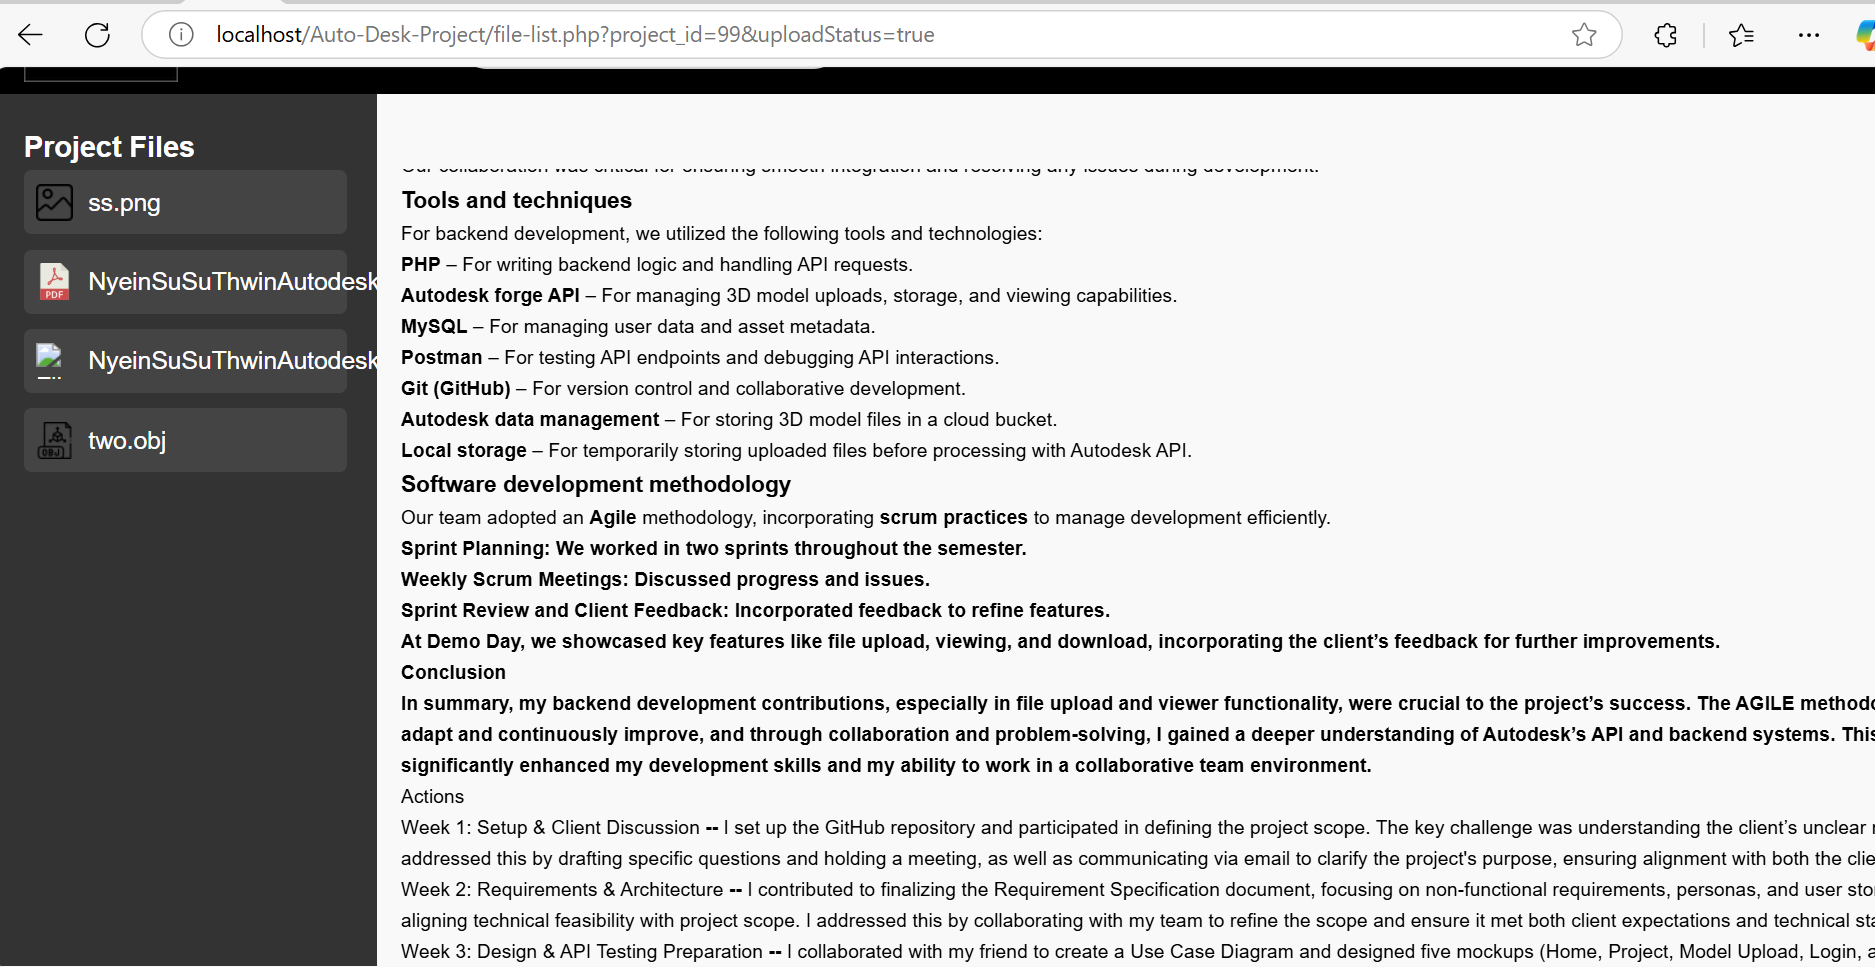 localhost/Auto-Desk-Project/file-list.php?project_id=99&uploadStatus=true
Project Files
ss.png
PDF
NyeinSuSuThwinAutodesk
NyeinSuSuThwinAutodesk
OBJ
two.obj
Our collaboration was critical for ensuring smooth integration and resolving any issues during development.
Tools and techniques
For backend development, we utilized the following tools and technologies:
PHP – For writing backend logic and handling API requests.
Autodesk forge API – For managing 3D model uploads, storage, and viewing capabilities.
MySQL – For managing user data and asset metadata.
Postman – For testing API endpoints and debugging API interactions.
Git (GitHub) – For version control and collaborative development.
Autodesk data management – For storing 3D model files in a cloud bucket.
Local storage – For temporarily storing uploaded files before processing with Autodesk API.
Software development methodology
Our team adopted an Agile methodology, incorporating scrum practices to manage development efficiently.
Sprint Planning: We worked in two sprints throughout the semester.
Weekly Scrum Meetings: Discussed progress and issues.
Sprint Review and Client Feedback: Incorporated feedback to refine features.
At Demo Day, we showcased key features like file upload, viewing, and download, incorporating the client’s feedback for further improvements.
Conclusion
In summary, my backend development contributions, especially in file upload and viewer functionality, were crucial to the project’s success. The AGILE
adapt and continuously improve, and through collaboration and problem-solving, I gained a deeper understanding of Autodesk’s API and backend systems. This
significantly enhanced my development skills and my ability to work in a collaborative team environment.
Actions
Week 1: Setup & Client Discussion -- I set up the GitHub repository and participated in defining the project scope. The key challenge was understanding the client’s unclear
addressed this by drafting specific questions and holding a meeting, as well as communicating via email to clarify the project's purpose, ensuring alignment with both the
Week 2: Requirements & Architecture -- I contributed to finalizing the Requirement Specification document, focusing on non-functional requirements, personas, and user
aligning technical feasibility with project scope. I addressed this by collaborating with my team to refine the scope and ensure it met both client expectations and technical
Week 3: Design & API Testing Preparation -- I collaborated with my friend to create a Use Case Diagram and designed five mockups (Home, Project, Model Upload, Login,